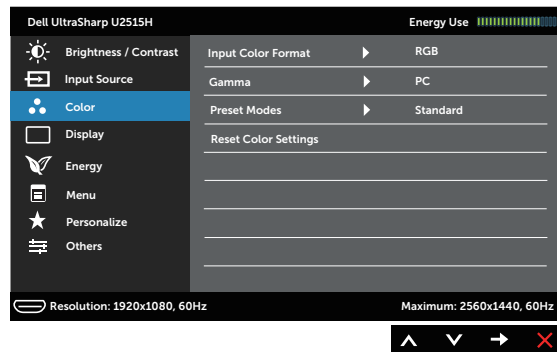 Dell UltraSharp U2515H Energy Use
Brightness / Contrast Input Color Format RGB
Input Source Gamma PC
Color Preset Modes Standard
Display Reset Color Settings
Energy
Menu
Personalize
Others
Resolution: 1920x1080, 60Hz Maximum: 2560x1440, 60Hz